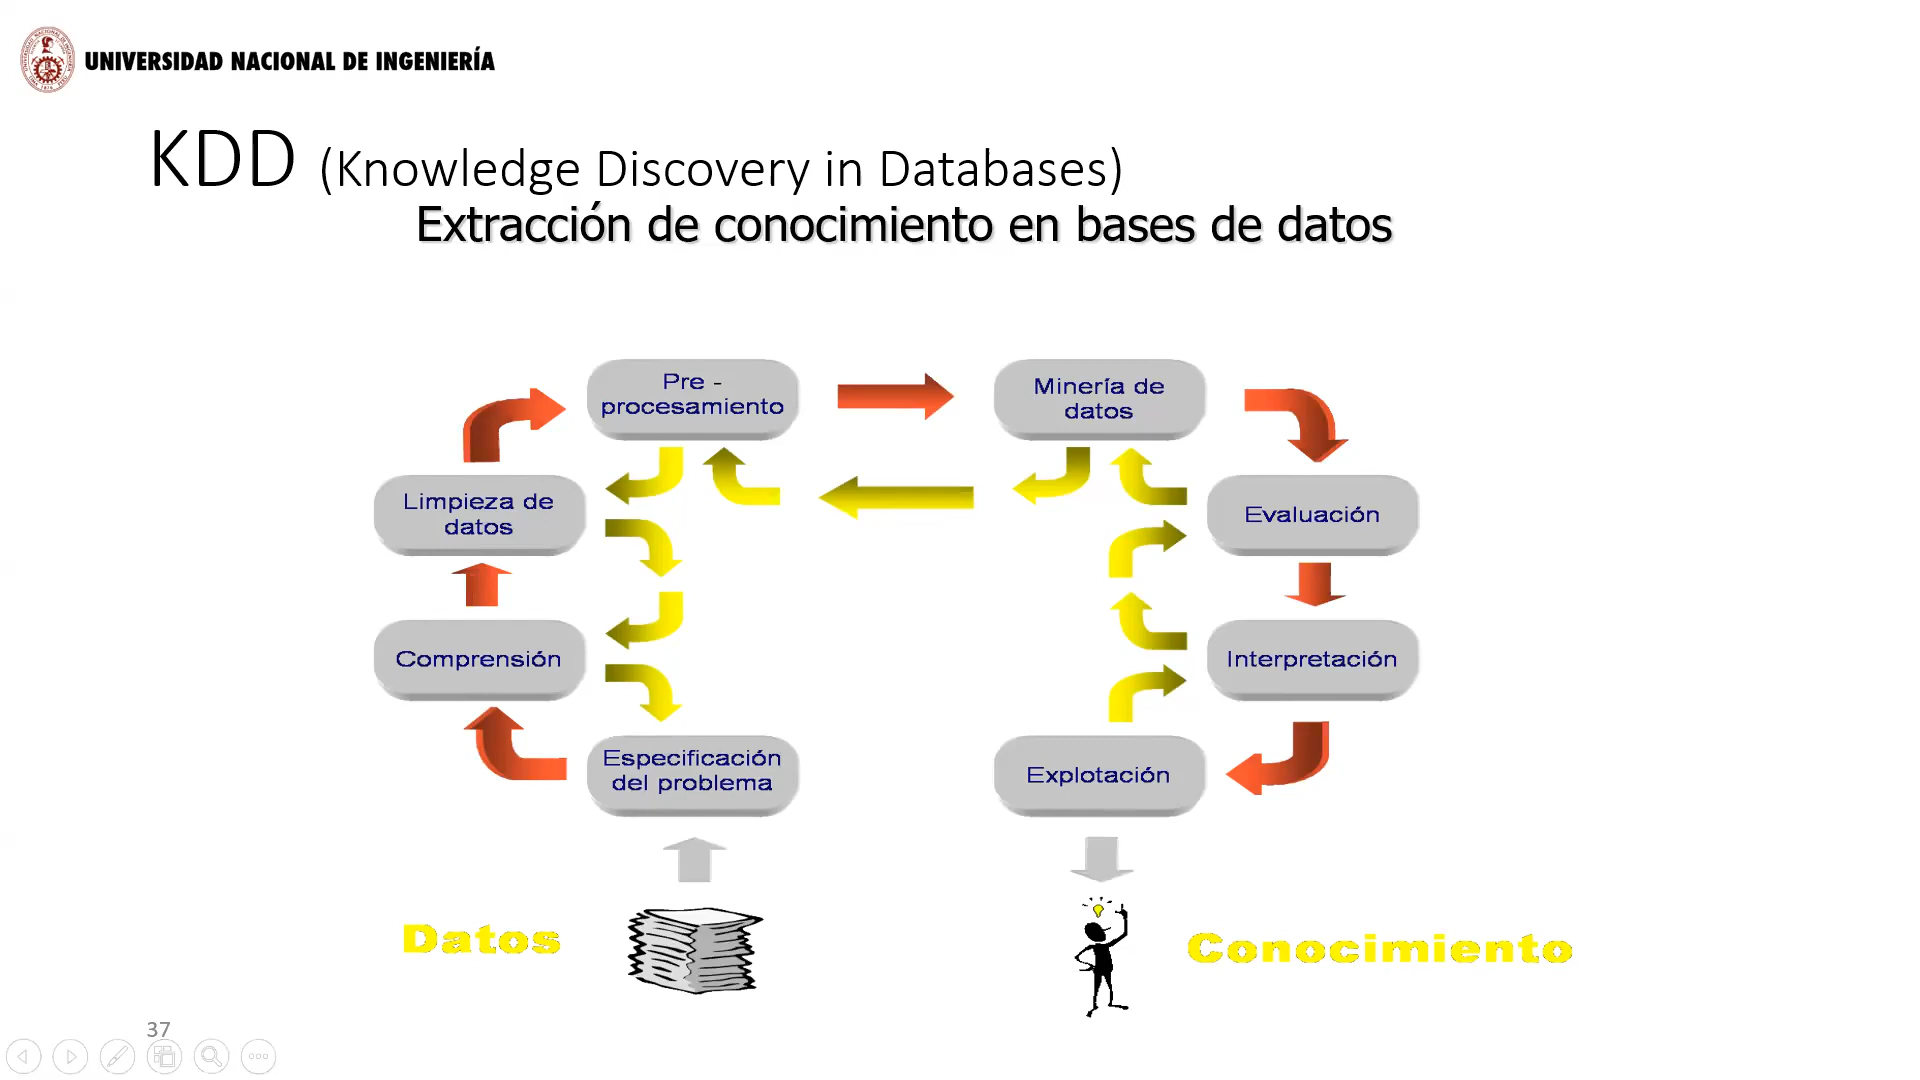 UNIVERSIDAD NACIONAL DE INGENIERÍA
KDD (Knowledge Discovery in Databases)
Extracción de conocimiento en bases de datos
Pre -
procesamiento
Minería de
datos
Limpieza de
datos
Evaluación
Comprensión
Interpretación
Especificación
del problema
Explotación
Datos
Conocimiento
37